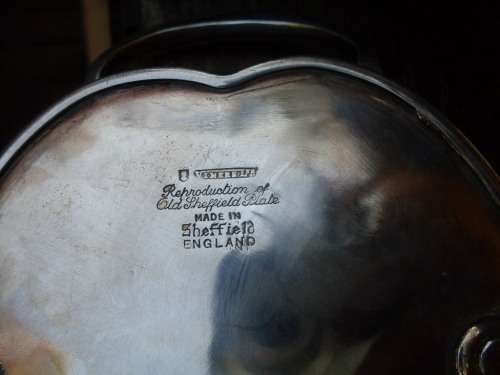 Reproduction of
Old Sheffield Plate
MADE IN
Sheffield
ENGLAND